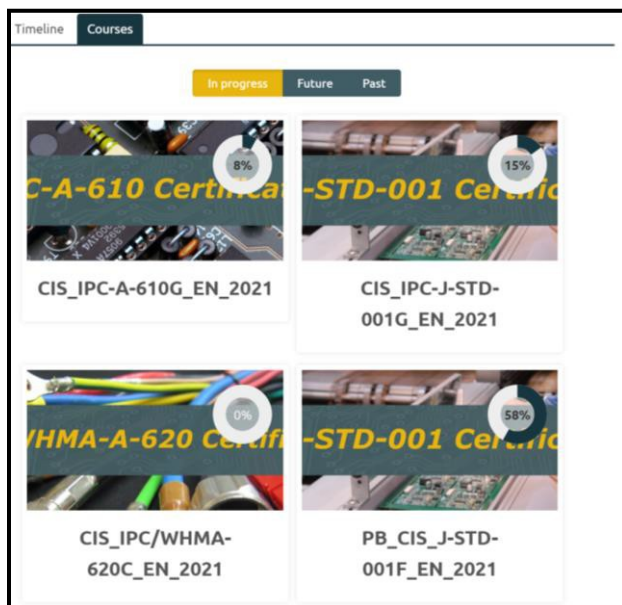 Timeline Courses
In progress Future Past
8%
C-A-610 Certificat
15%
-STD-001 Certific
CIS_IPC-A-610G_EN_2021
CIS_IPC-J-STD-
001G_EN_2021
0%
WHMA-A-620 Certifi
58%
-STD-001 Certific
CIS_IPC/WHMA-
620C_EN_2021
PB_CIS_J-STD-
001F_EN_2021